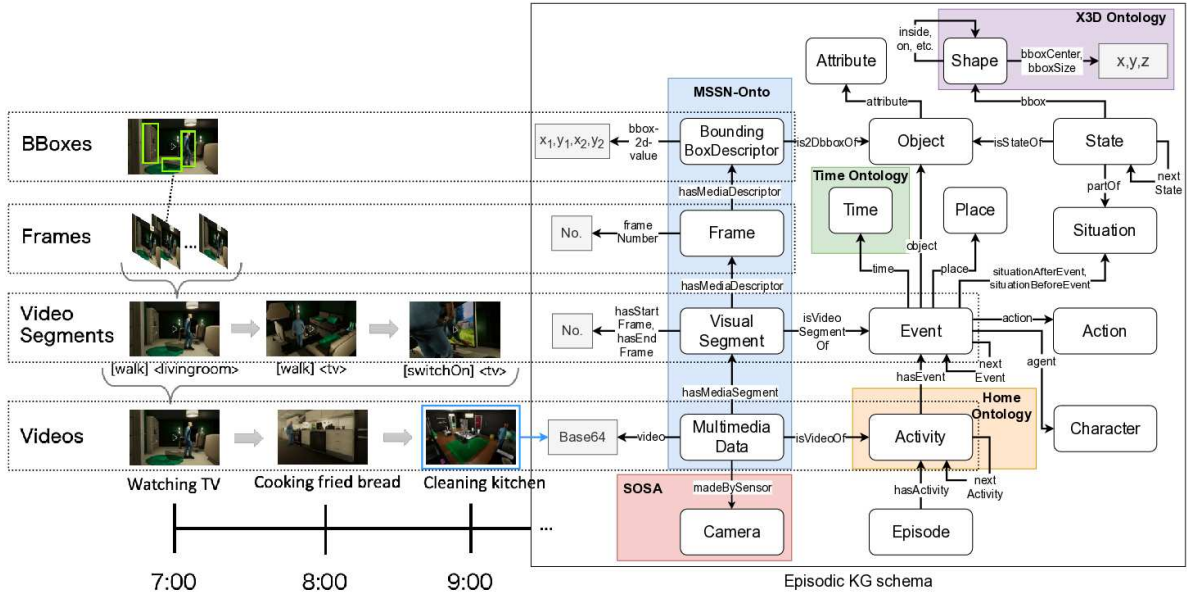 X3D Ontology
inside,
on, etc.
Shape
bboxCenter,
bboxSize
x,y,z
Attribute
MSSN-Onto
attribute
bbox
BBoxes
x1,y1,x2,y2
bbox-
2d-
value
Bounding
BoxDescriptor
is2DbboxOf
Object
isStateOf
State
next
State
Time Ontology
partOf
hasMediaDescriptor
Frames
...
No.
frame
Number
Frame
Time
Place
Situation
object
time
place
situationAfterEvent,
situationBeforeEvent
hasMediaDescriptor
Video
Segments
No.
hasStart
Frame,
hasEnd
Frame
Visual
Segment
isVideo
Segment
Of
Event
action
Action
agent
next
Event
[walk] <livingroom>
[walk] <tv>
[switchOn] <tv>
hasEvent
hasMediaSegment
Home
Ontology
Videos
Base64
video
Multimedia
Data
isVideoOf
Activity
Character
Watching TV
Cooking fried bread
Cleaning kitchen
SOSA
madeBySensor
hasActivity
next
Activity
...
Camera
Episode
7:00
8:00
9:00
Episodic KG schema